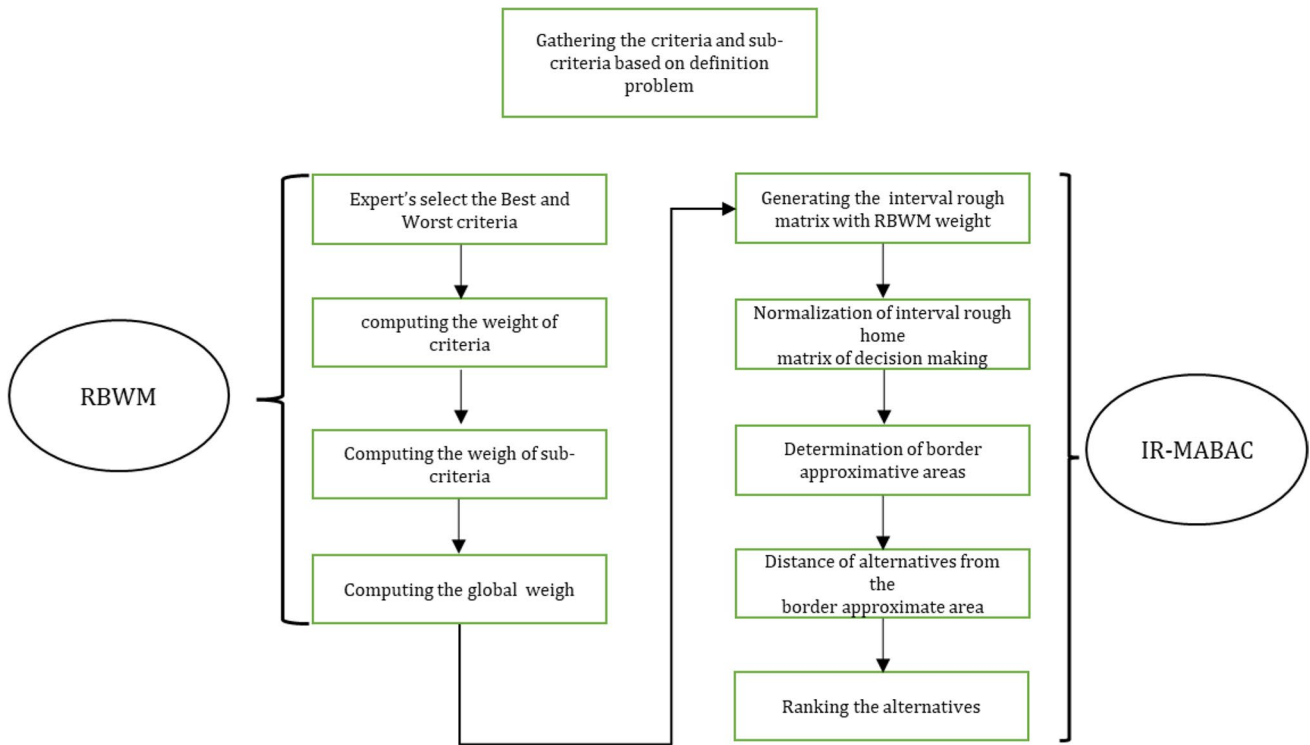 Gathering the criteria and sub-
criteria based on definition
problem
Expert's select the Best and
Worst criteria
computing the weight of
criteria
Computing the weigh of sub-
criteria
Computing the global weigh
RBWM
Generating the interval rough
matrix with RBWM weight
Normalization of interval rough
home
matrix of decision making
Determination of border
approximative areas
Distance of alternatives from
the
border approximate area
Ranking the alternatives
IR-MABAC